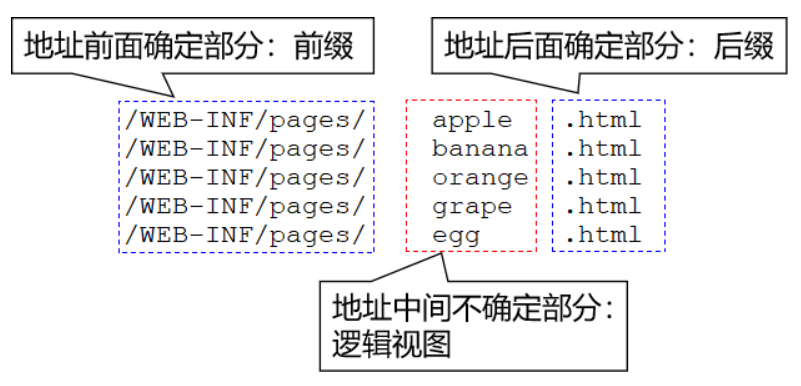 地址前面确定部分：前缀
地址后面确定部分：后缀
/WEB-INF/pages/ apple .html
/WEB-INF/pages/ banana .html
/WEB-INF/pages/ orange .html
/WEB-INF/pages/ grape .html
/WEB-INF/pages/ egg .html
地址中间不确定部分：
逻辑视图